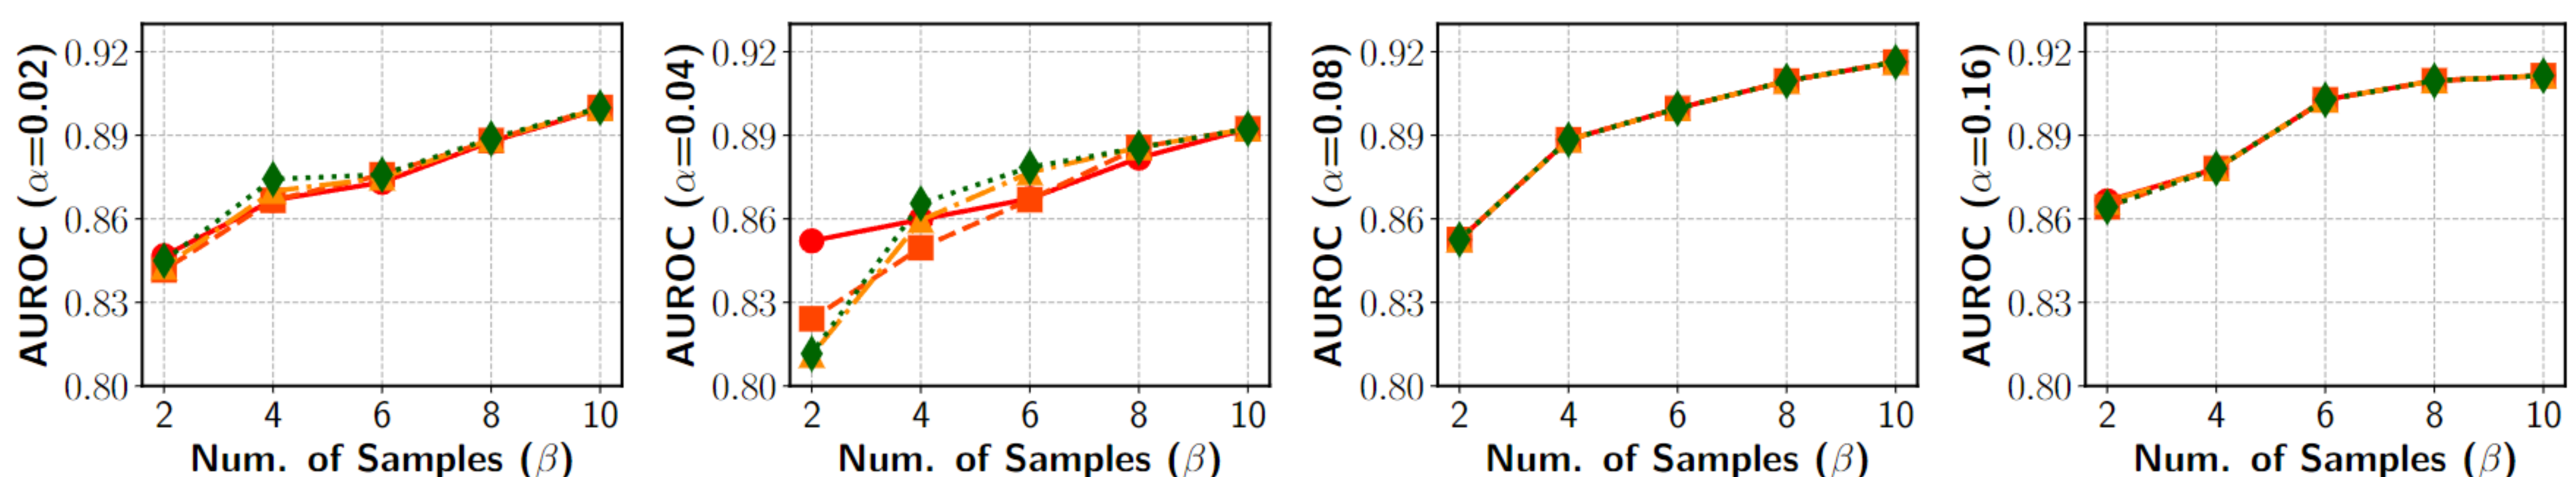 AUROC (α=0.02)
0.92
0.89
0.86
0.83
0.80
2 4 6 8 10
Num. of Samples (β)
AUROC (α=0.04)
0.92
0.89
0.86
0.83
0.80
2 4 6 8 10
Num. of Samples (β)
AUROC (α=0.08)
0.92
0.89
0.86
0.83
0.80
2 4 6 8 10
Num. of Samples (β)
AUROC (α=0.16)
0.92
0.89
0.86
0.83
0.80
2 4 6 8 10
Num. of Samples (β)